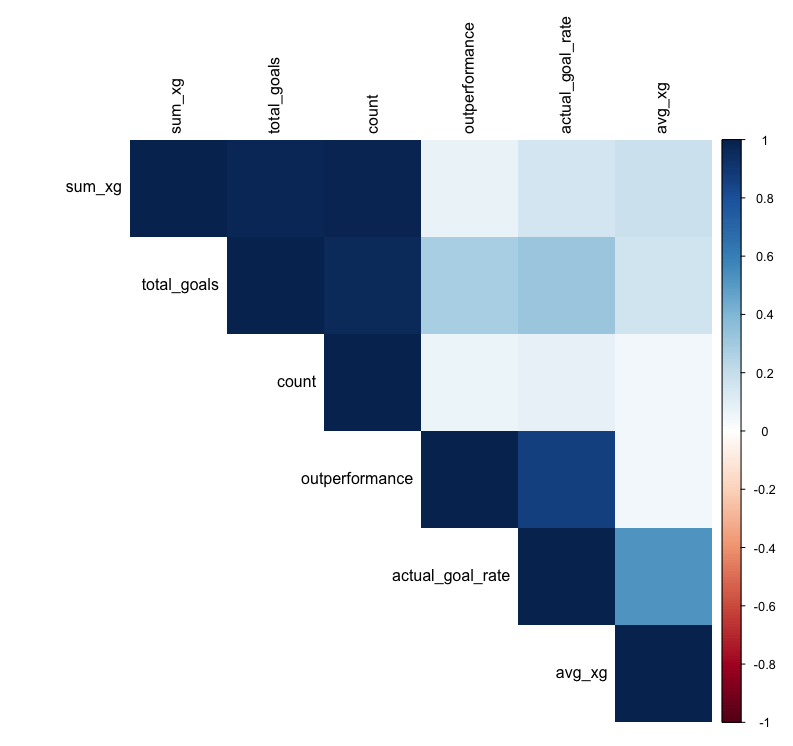 sum_xg
total_goals
count
outperformance
actual_goal_rate
avg_xg
sum_xg
total_goals
count
outperformance
actual_goal_rate
avg_xg
1
0.8
0.6
0.4
0.2
0
-0.2
-0.4
-0.6
-0.8
-1